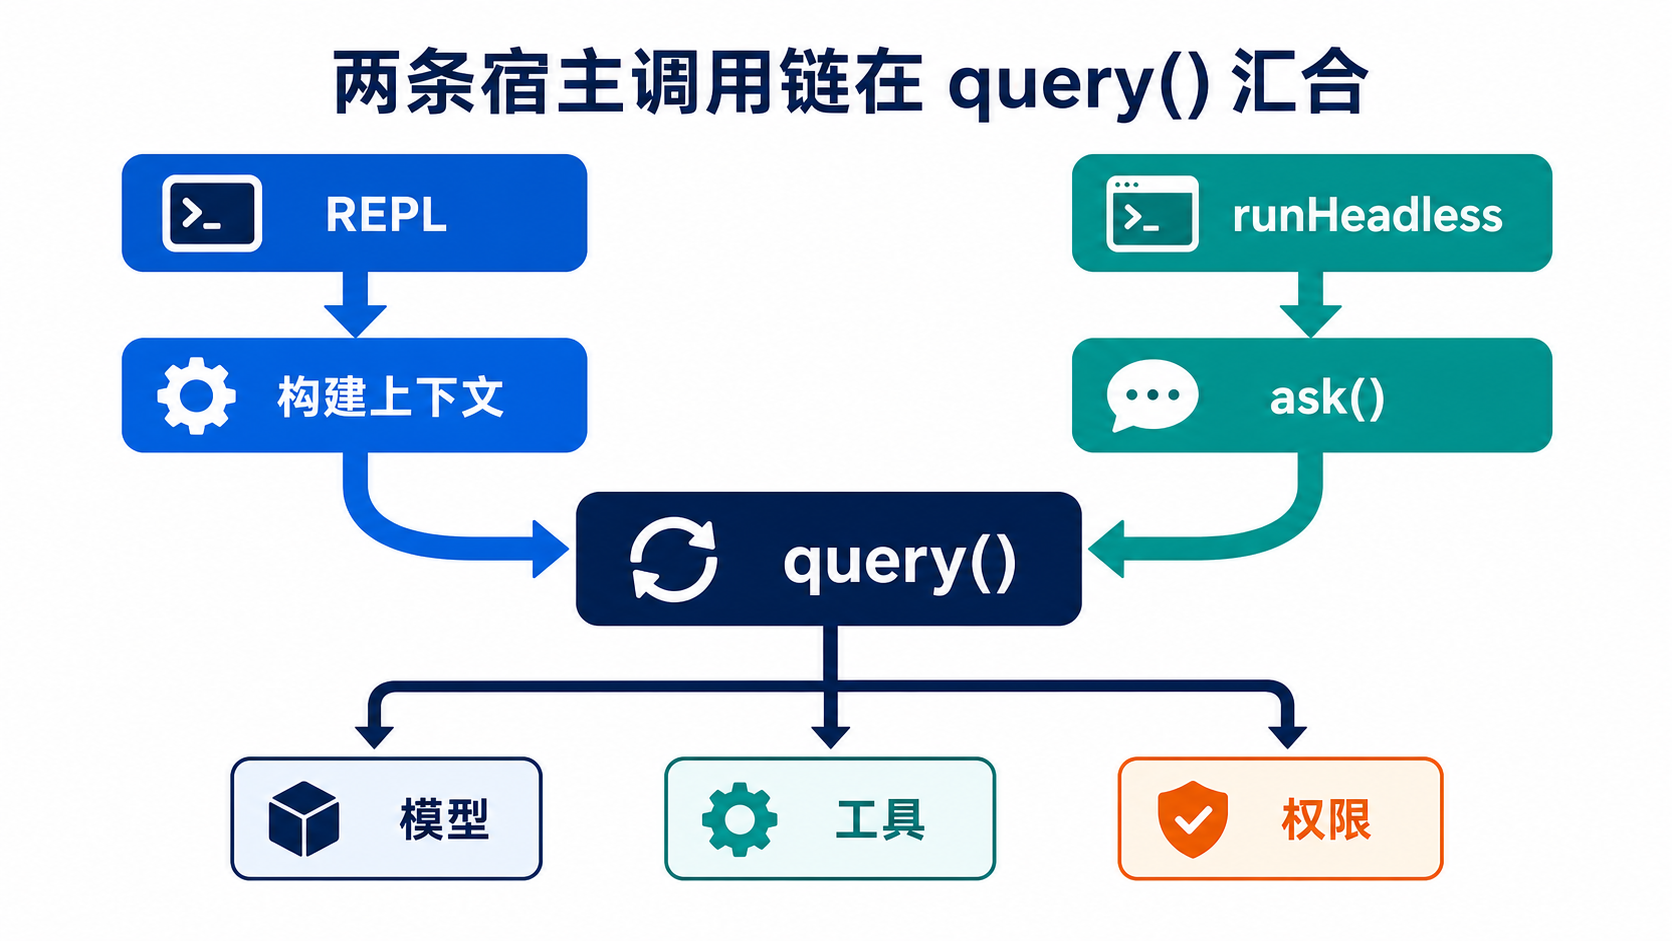 两条宿主调用链在 query() 汇合
REPL
runHeadless
构建上下文
ask()
query()
模型
工具
权限